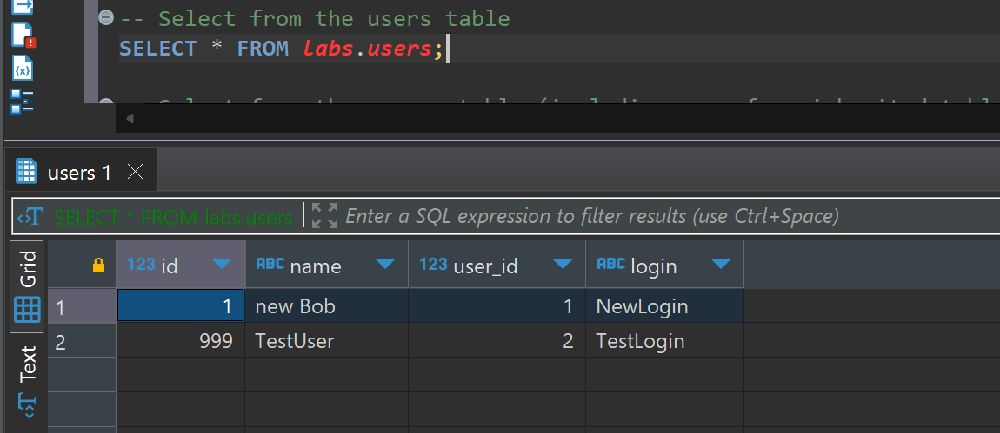 -- Select from the users table
SELECT * FROM labs.users;
users 1
SELECT * FROM labs.users Enter a SQL expression to filter results (use Ctrl+Space)
Grid
Text
123 id ABC name 123 user_id ABC login
1 1 new Bob 1 NewLogin
2 999 TestUser 2 TestLogin